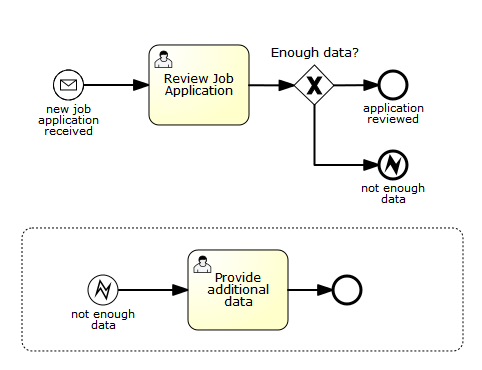 Enough data?
Review Job
Application
new job
application
received
application
reviewed
not enough
data
Provide
additional
data
not enough
data